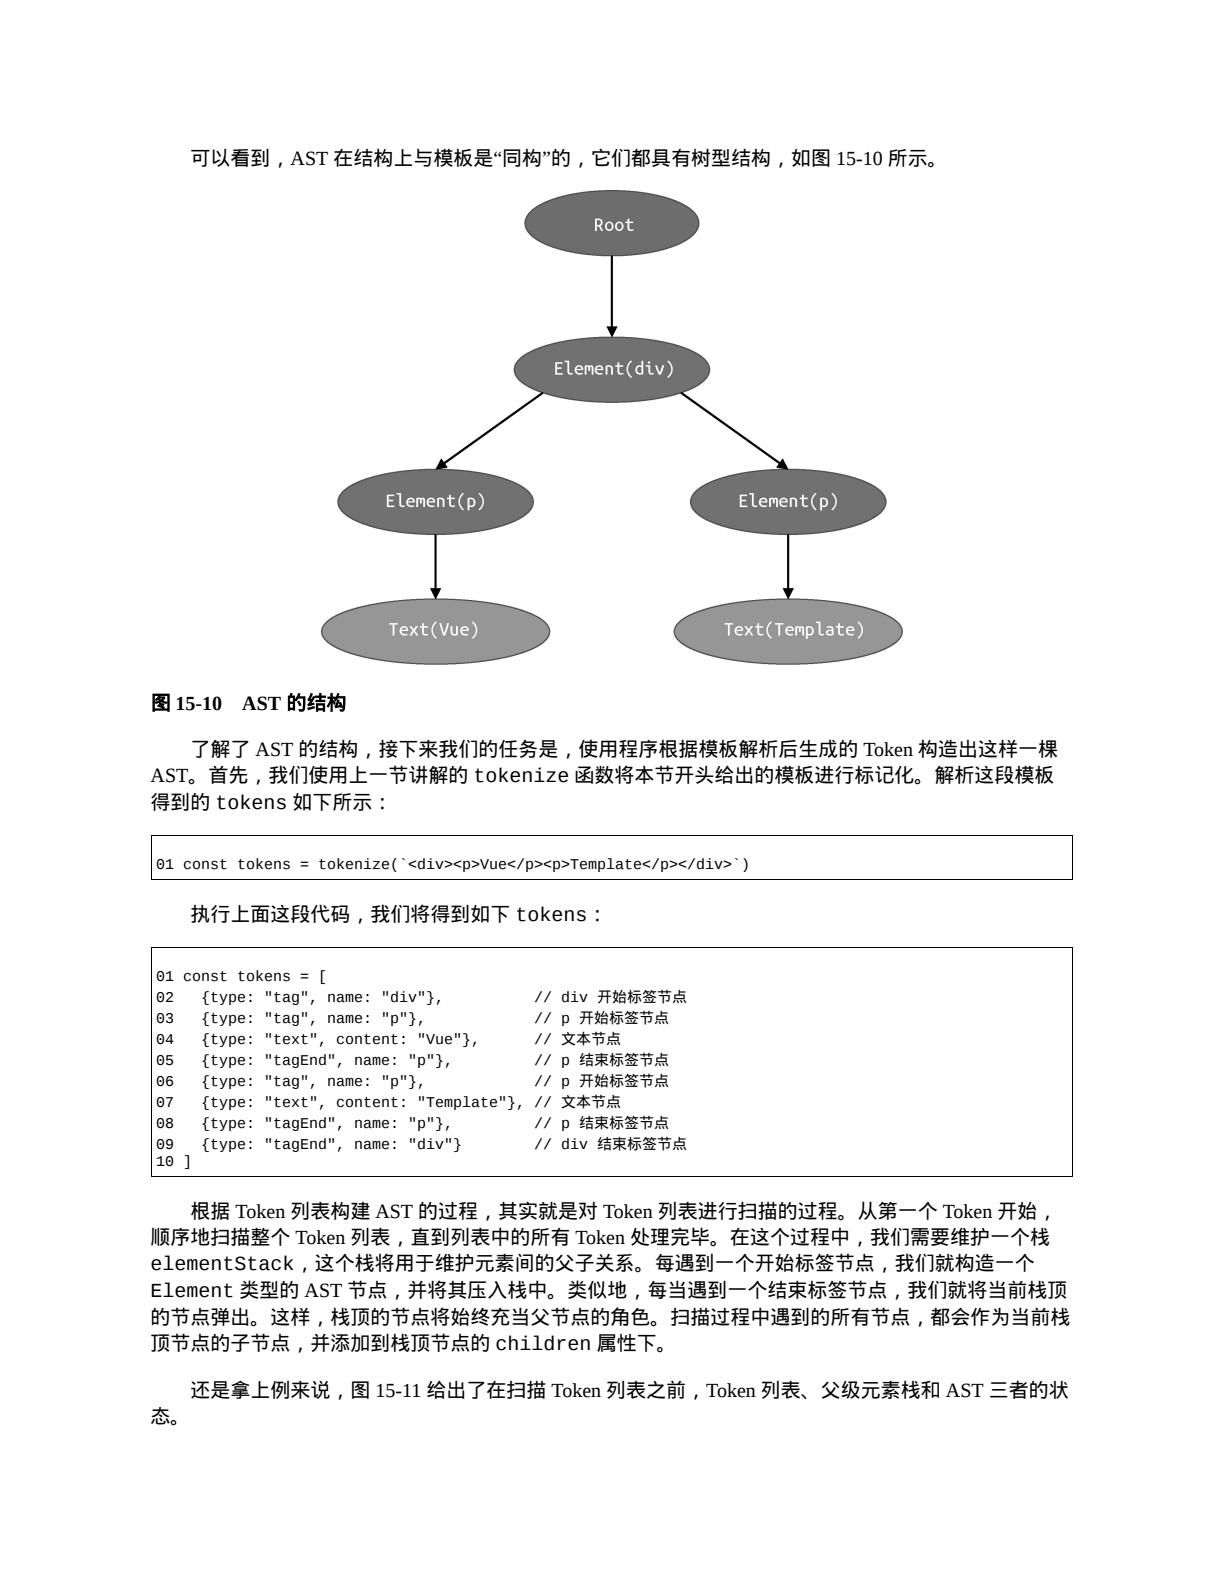 可以看到，AST 在结构上与模板是“同构”的，它们都具有树型结构，如图 15-10 所示。
Root
Element(div)
Element(p) Element(p)
Text(Vue) Text(Template)
图 15-10 AST 的结构
了解了 AST 的结构，接下来我们的任务是，使用程序根据模板解析后生成的 Token 构造出这样一棵
AST。首先，我们使用上一节讲解的 tokenize 函数将本节开头给出的模板进行标记化。解析这段模板
得到的 tokens 如下所示：
01 const tokens = tokenize(`<div><p>Vue</p><p>Template</p></div>`)
执行上面这段代码，我们将得到如下 tokens：
01 const tokens = [
02   {type: "tag", name: "div"},          // div 开始标签节点
03   {type: "tag", name: "p"},            // p 开始标签节点
04   {type: "text", content: "Vue"},      // 文本节点
05   {type: "tagEnd", name: "p"},         // p 结束标签节点
06   {type: "tag", name: "p"},            // p 开始标签节点
07   {type: "text", content: "Template"}, // 文本节点
08   {type: "tagEnd", name: "p"},         // p 结束标签节点
09   {type: "tagEnd", name: "div"}        // div 结束标签节点
10 ]
根据 Token 列表构建 AST 的过程，其实就是对 Token 列表进行扫描的过程。从第一个 Token 开始，
顺序地扫描整个 Token 列表，直到列表中的所有 Token 处理完毕。在这个过程中，我们需要维护一个栈
elementStack，这个栈将用于维护元素间的父子关系。每遇到一个开始标签节点，我们就构造一个
Element 类型的 AST 节点，并将其压入栈中。类似地，每当遇到一个结束标签节点，我们就将当前栈顶
的节点弹出。这样，栈顶的节点将始终充当父节点的角色。扫描过程中遇到的所有节点，都会作为当前栈
顶节点的子节点，并添加到栈顶节点的 children 属性下。
还是拿上例来说，图 15-11 给出了在扫描 Token 列表之前，Token 列表、父级元素栈和 AST 三者的状
态。